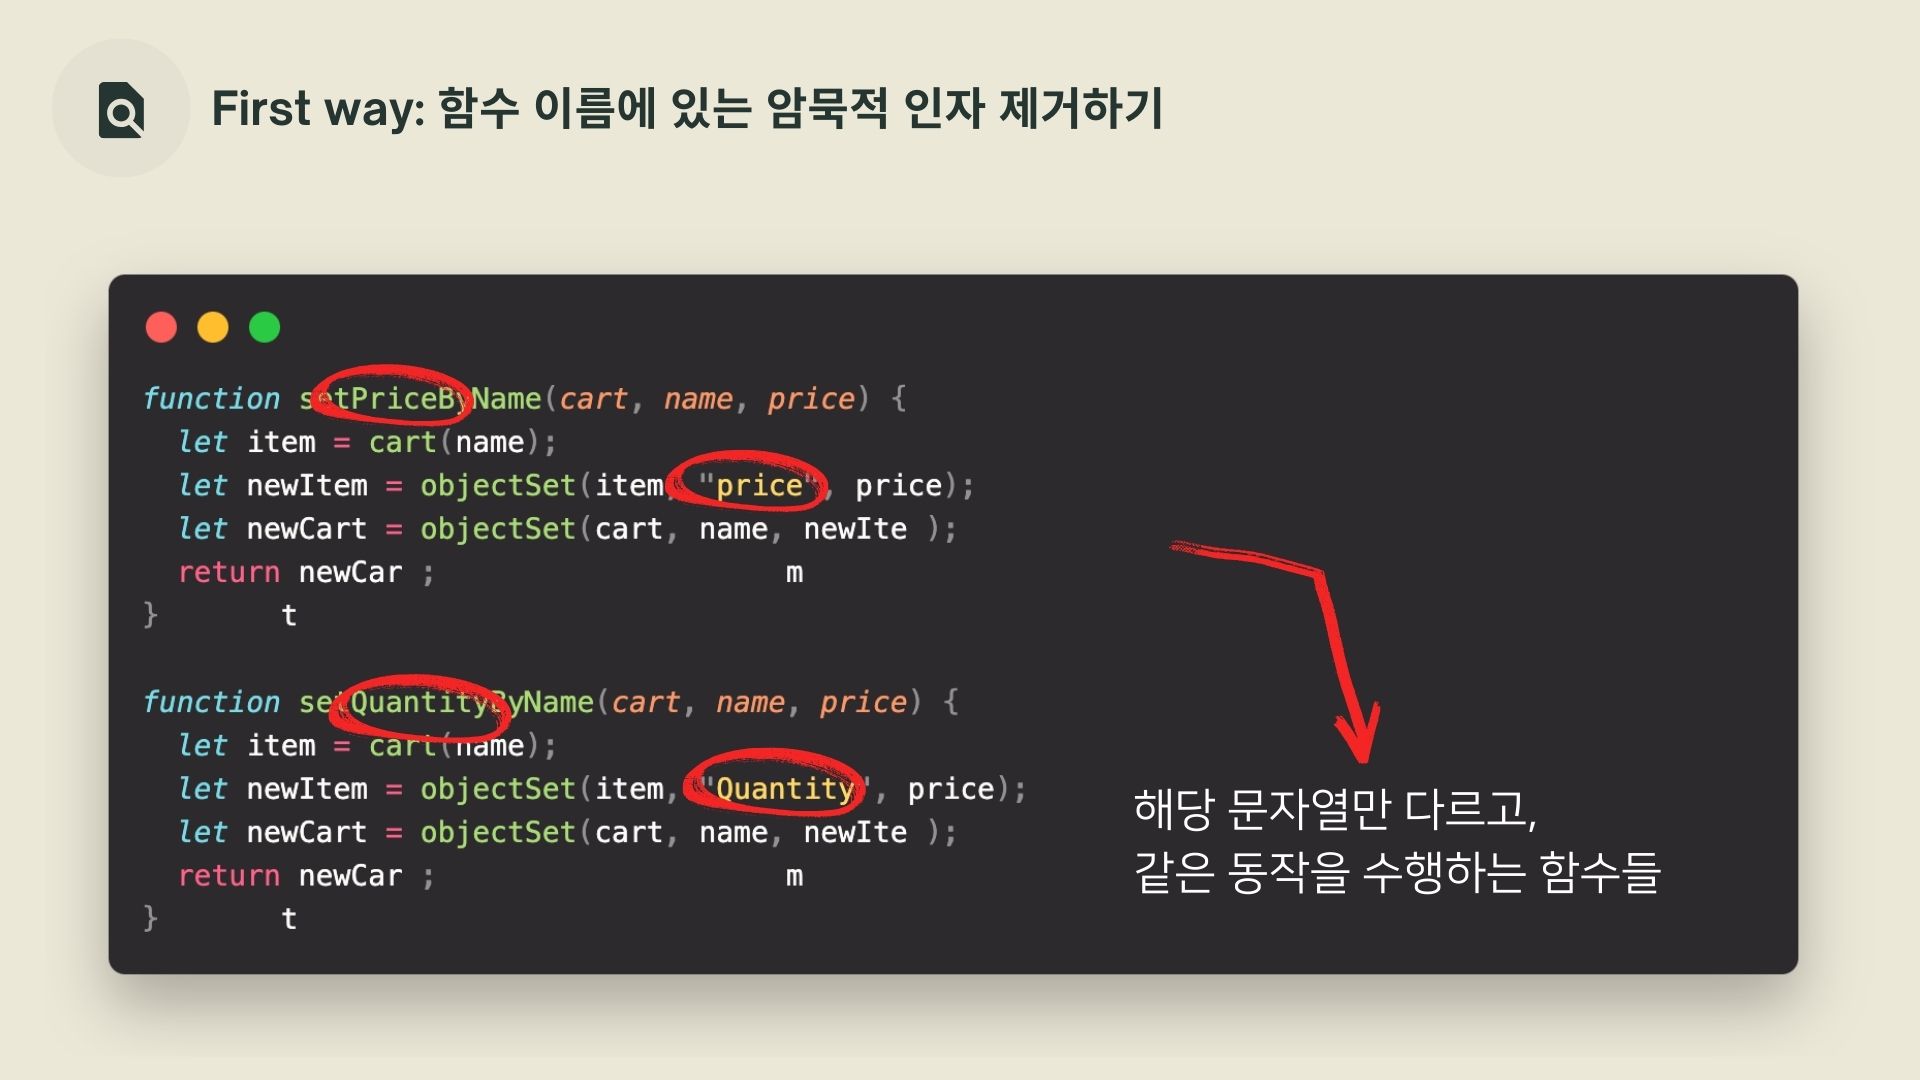 First way: 함수 이름에 있는 암묵적 인자 제거하기
function setPriceByName(cart, name, price) {
let item = cart(name);
let newItem = objectSet(item, "price", price);
let newCart = objectSet(cart, name, newIte );
return newCar ; m
} t
function setQuantityByName(cart, name, price) {
let item = cart(name);
let newItem = objectSet(item, "Quantity", price);
let newCart = objectSet(cart, name, newIte );
return newCar ; m
} t
해당 문자열만 다르고,
같은 동작을 수행하는 함수들